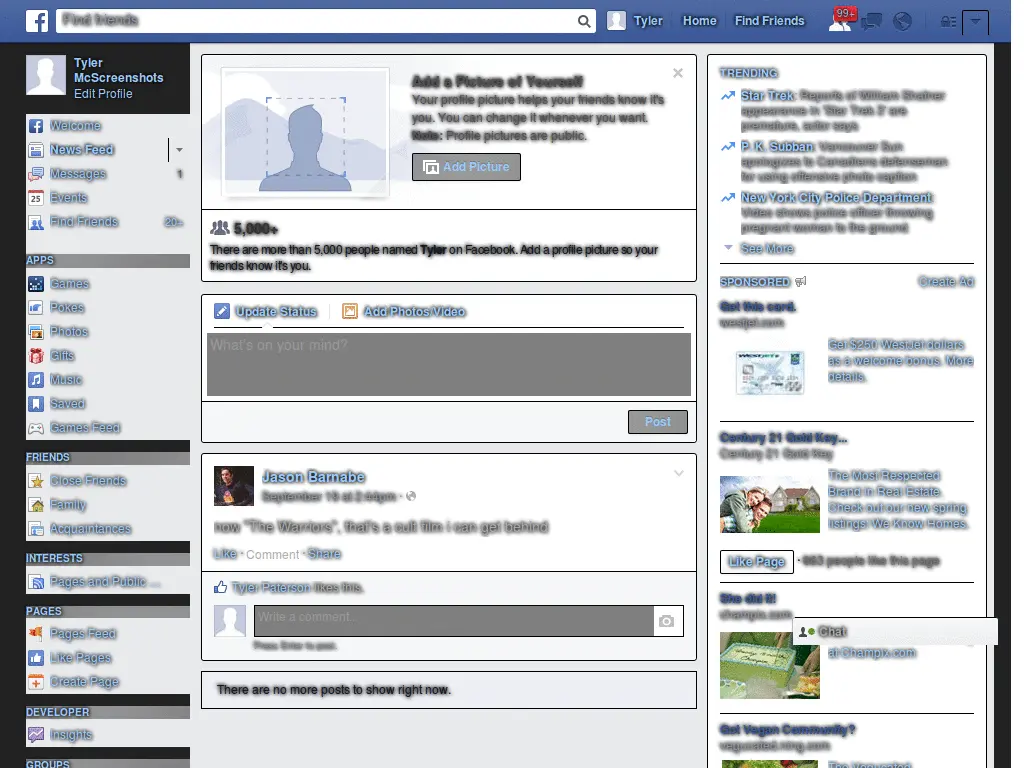 Find friends
Tyler
Home
Find Friends
99+
Tyler
McScreenshots
Edit Profile
Welcome
News Feed
Messages 1
25 Events
Find Friends 20+
APPS
Games
Pokes
Photos
Gifts
Music
Saved
Games Feed
FRIENDS
Close Friends
Family
Acquaintances
INTERESTS
Pages and Public ...
PAGES
Pages Feed
Like Pages
Create Page
DEVELOPER
Insights
GROUPS
Add a Picture of Yourself
Your profile picture helps your friends know it's
you. You can change it whenever you want.
Note: Profile pictures are public.
Add Picture
5,000+
There are more than 5,000 people named Tyler on Facebook. Add a profile picture so your
friends know it's you.
Update Status
Add Photos/Video
What's on your mind?
Post
Jason Barnabe
September 19 at 2:44pm ·
now "The Warriors", that's a cult film i can get behind
Like · Comment · Share
Tyler Paterson likes this.
Write a comment...
Press Enter to post.
There are no more posts to show right now.
TRENDING
Star Trek: Reports of William Shatner
appearance in 'Star Trek 3' are
premature, actor says
P. K. Subban: Vancouver Sun
apologizes to Canadiens defenseman
for using offensive photo caption
New York City Police Department:
Video shows police officer throwing
pregnant woman to the ground
See More
SPONSORED
Create Ad
Get this card.
westjet.com
Get $250 WestJet dollars
as a welcome bonus. More
details.
Century 21 Gold Key...
Century 21 Gold Key
The Most Respected
Brand in Real Estate.
Check out our new spring
listings! We Know Homes.
Like Page · 663 people like this page
She did it!
champix.com
at Champix.com
Chat
Got Vegan Community?
vegucated.ning.com
The Vegucated